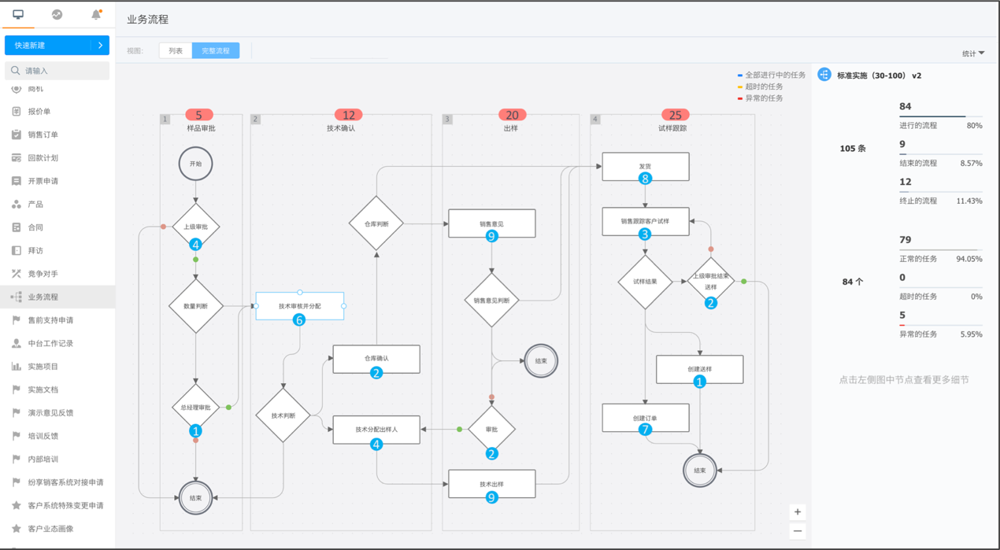 业务流程
快速新建
请输入
商机
报价单
销售订单
回款计划
开票申请
产品
合同
拜访
竞争对手
业务流程
售前支持申请
中台工作记录
实施项目
实施文档
演示意见反馈
培训反馈
内部培训
纷享销客系统对接申请
客户系统特殊变更申请
客户业态画像
视图:
列表
完整流程
统计
全部进行中的任务
超时的任务
异常的任务
1
5
样品审批
开始
上级审批
4
数量判断
总经理审批
1
结束
2
12
技术确认
仓库判断
技术审核并分配
6
仓库确认
2
技术判断
技术分配出样人
4
3
20
出样
销售意见
9
销售意见判断
结束
审批
2
技术出样
9
4
25
试样跟踪
发货
8
销售跟踪客户试样
3
试样结果
上级审批结束
送样
2
创建送样
1
创建订单
7
结束
+
−
标准实施（30-100） v2
105 条
84
进行的流程 80%
9
结束的流程 8.57%
12
终止的流程 11.43%
84 个
79
正常的任务 94.05%
0
超时的任务 0%
5
异常的任务 5.95%
点击左侧图中节点查看更多细节